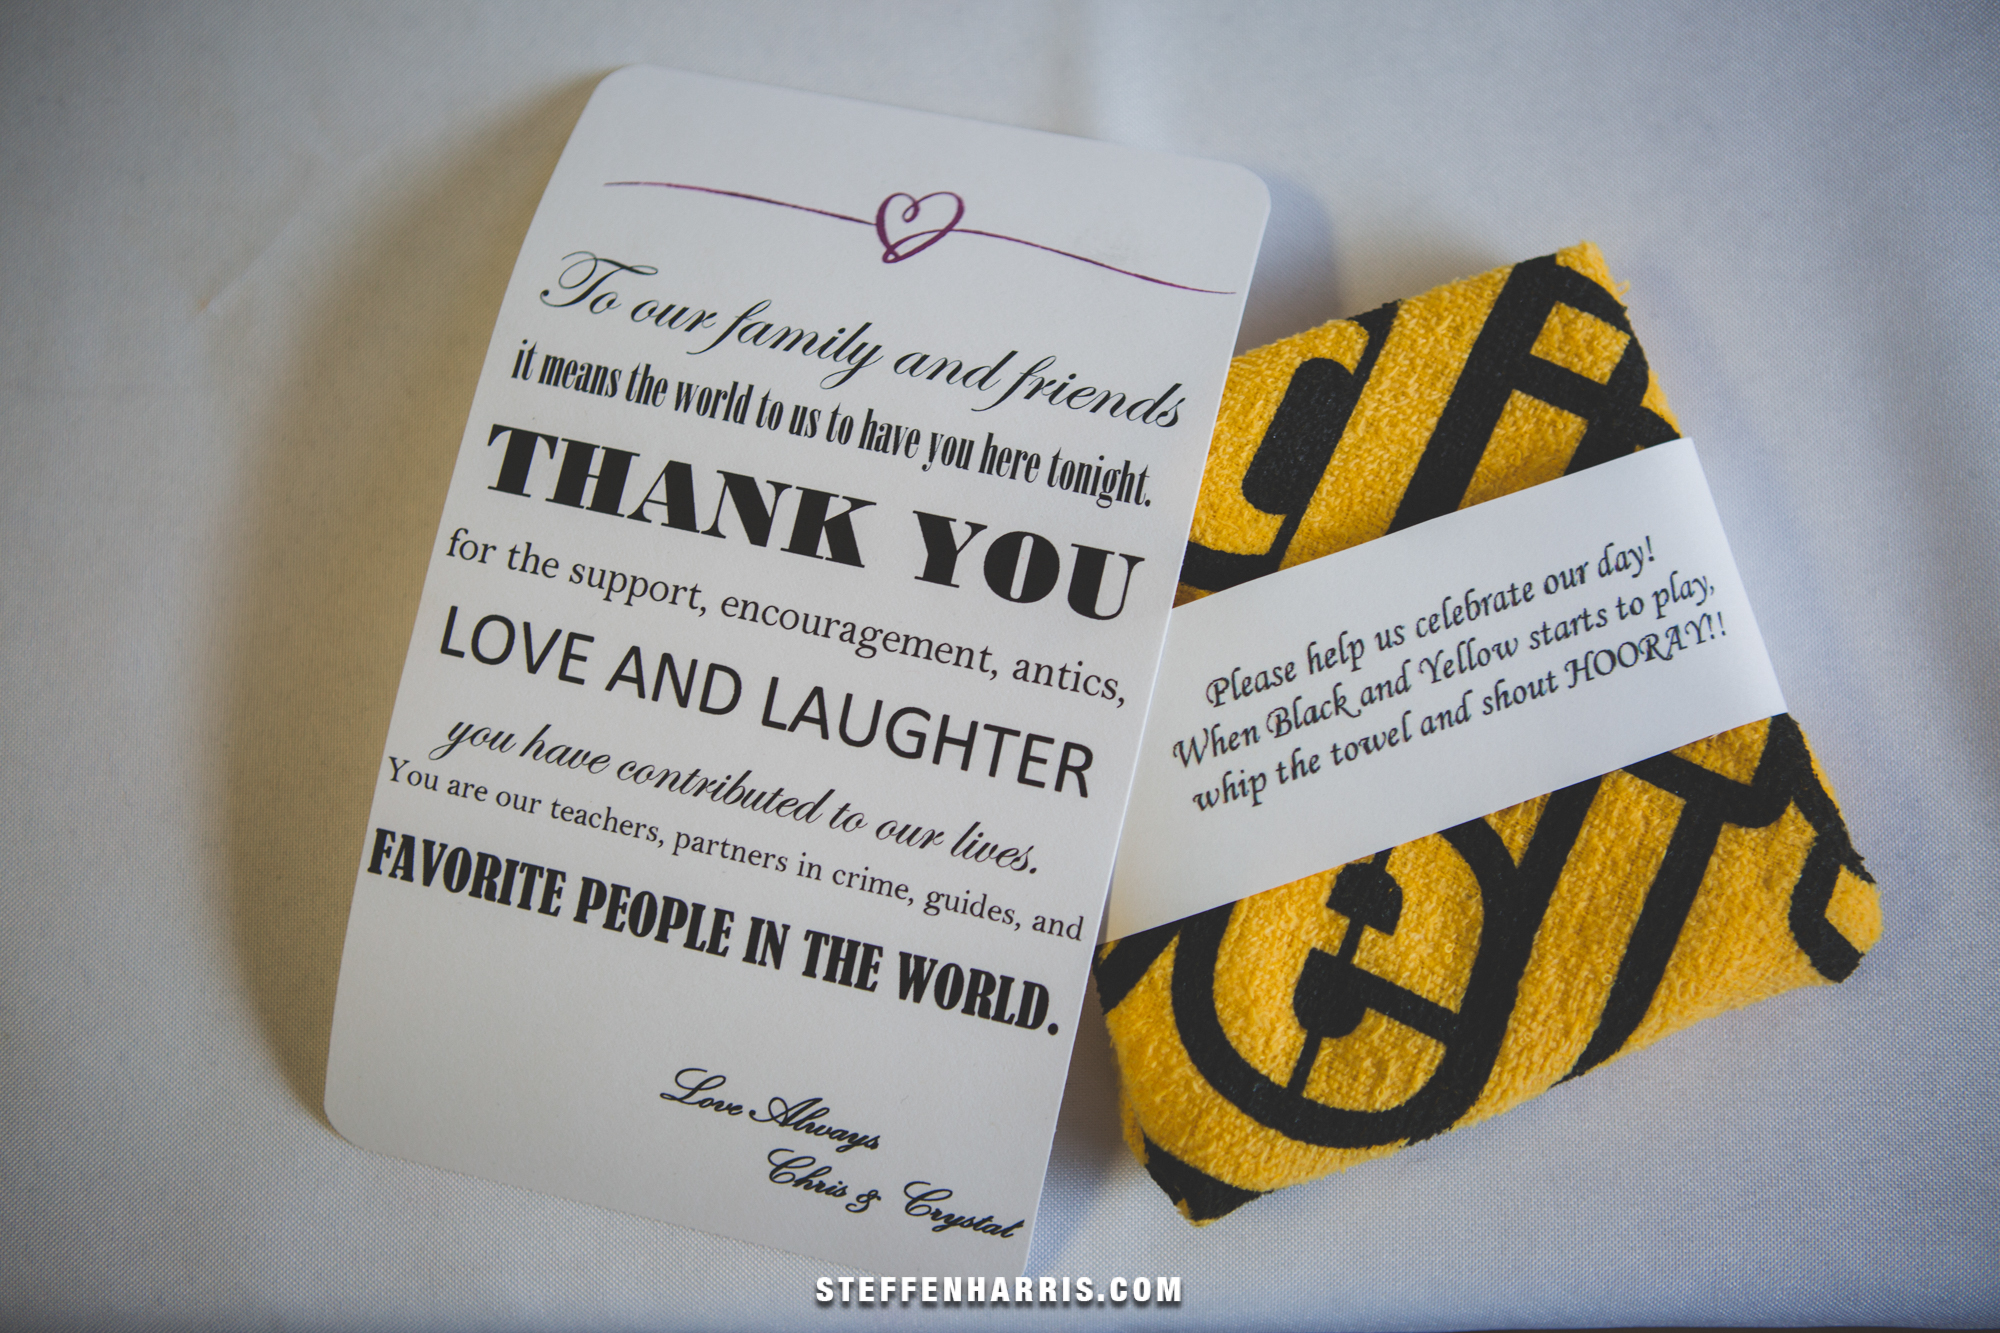 To our family and friends
it means the world to us to have you here tonight.
THANK YOU
for the support, encouragement, antics,
LOVE AND LAUGHTER
you have contributed to our lives.
You are our teachers, partners in crime, guides, and
FAVORITE PEOPLE IN THE WORLD.
Love Always
Chris & Crystal
Please help us celebrate our day!
When Black and Yellow starts to play,
whip the towel and shout HOORAY!!
STEFFENHARRIS.COM